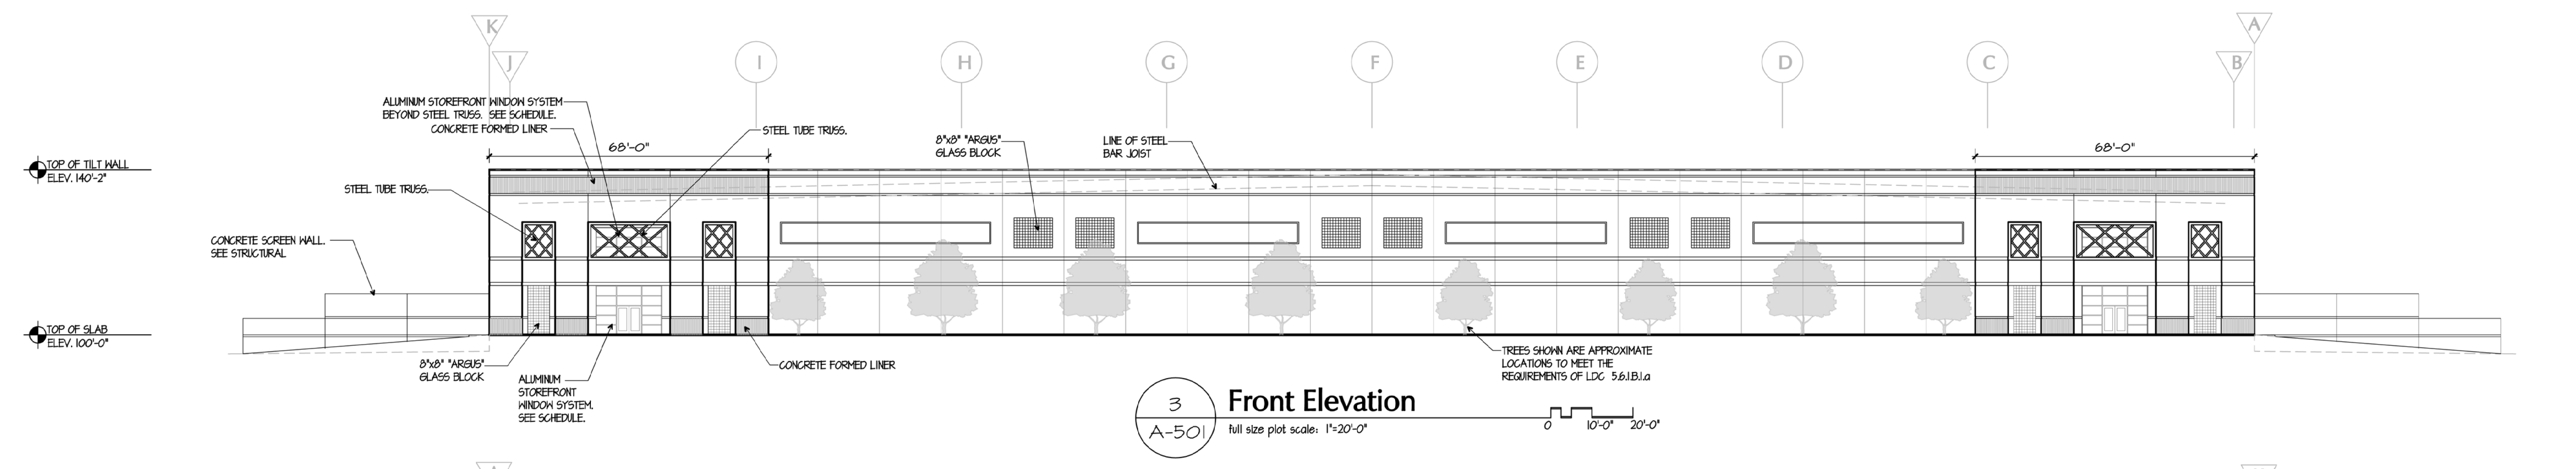 K
A
J
I
H
G
F
E
D
C
B
ALUMINUM STOREFRONT WINDOW SYSTEM
BEYOND STEEL TRUSS. SEE SCHEDULE.
CONCRETE FORMED LINER
STEEL TUBE TRUSS.
68'-0"
8"x8" "ARGUS"
GLASS BLOCK
LINE OF STEEL
BAR JOIST
68'-0"
TOP OF TILT WALL
ELEV. 140'-2"
STEEL TUBE TRUSS.
CONCRETE SCREEN WALL.
SEE STRUCTURAL
TOP OF SLAB
ELEV. 100'-0"
8"x8" "ARGUS"
GLASS BLOCK
ALUMINUM
STOREFRONT
WINDOW SYSTEM.
SEE SCHEDULE.
CONCRETE FORMED LINER
TREES SHOWN ARE APPROXIMATE
LOCATIONS TO MEET THE
REQUIREMENTS OF LDC 5.6.1.B.1.a
3
A-501
Front Elevation
full size plot scale: 1"=20'-0"
0 10'-0" 20'-0"